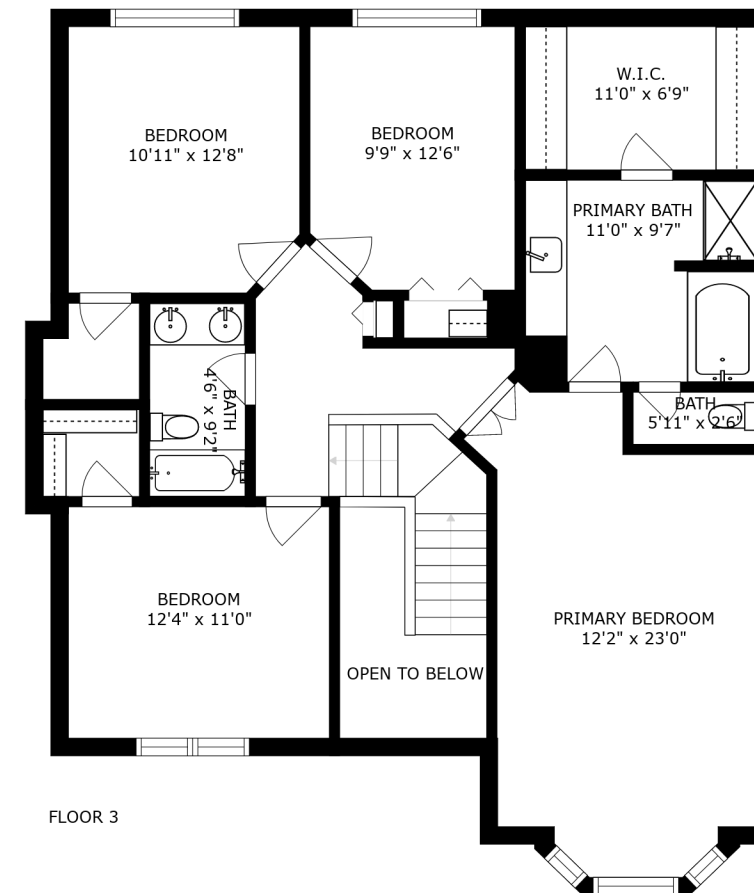 W.I.C.
11'0" x 6'9"
BEDROOM
10'11" x 12'8"
BEDROOM
9'9" x 12'6"
PRIMARY BATH
11'0" x 9'7"
BATH
4'6" x 9'2"
BATH
5'11" x 2'6"
BEDROOM
12'4" x 11'0"
PRIMARY BEDROOM
12'2" x 23'0"
OPEN TO BELOW
FLOOR 3